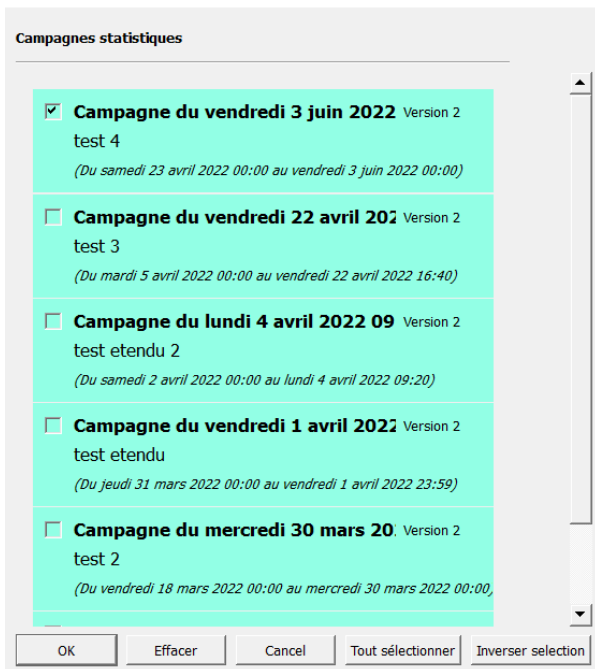 Campagnes statistiques
Campagne du vendredi 3 juin 2022 Version 2
test 4
(Du samedi 23 avril 2022 00:00 au vendredi 3 juin 2022 00:00)
Campagne du vendredi 22 avril 202 Version 2
test 3
(Du mardi 5 avril 2022 00:00 au vendredi 22 avril 2022 16:40)
Campagne du lundi 4 avril 2022 09 Version 2
test etendu 2
(Du samedi 2 avril 2022 00:00 au lundi 4 avril 2022 09:20)
Campagne du vendredi 1 avril 2022 Version 2
test etendu
(Du jeudi 31 mars 2022 00:00 au vendredi 1 avril 2022 23:59)
Campagne du mercredi 30 mars 20 Version 2
test 2
(Du vendredi 18 mars 2022 00:00 au mercredi 30 mars 2022 00:00)
OK Effacer Cancel Tout sélectionner Inverser selection